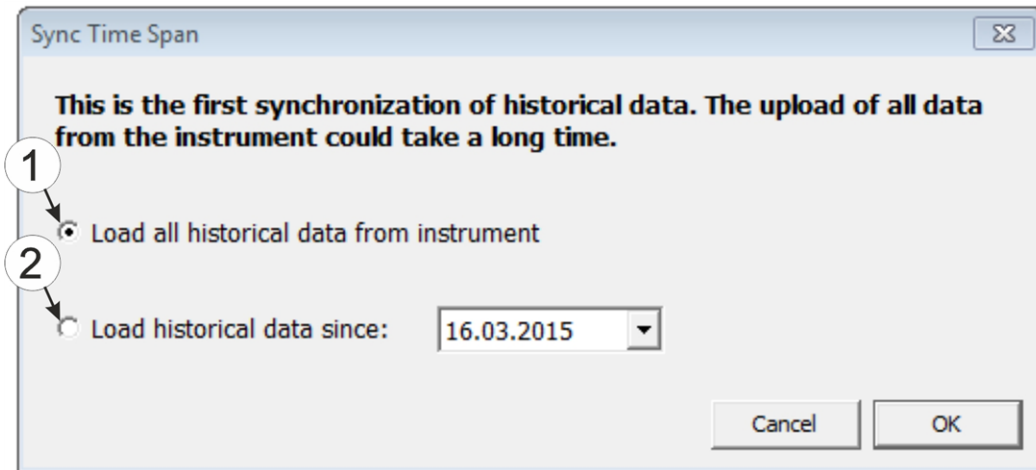 Sync Time Span
This is the first synchronization of historical data. The upload of all data
from the instrument could take a long time.
1
Load all historical data from instrument
2
Load historical data since: 16.03.2015
Cancel OK